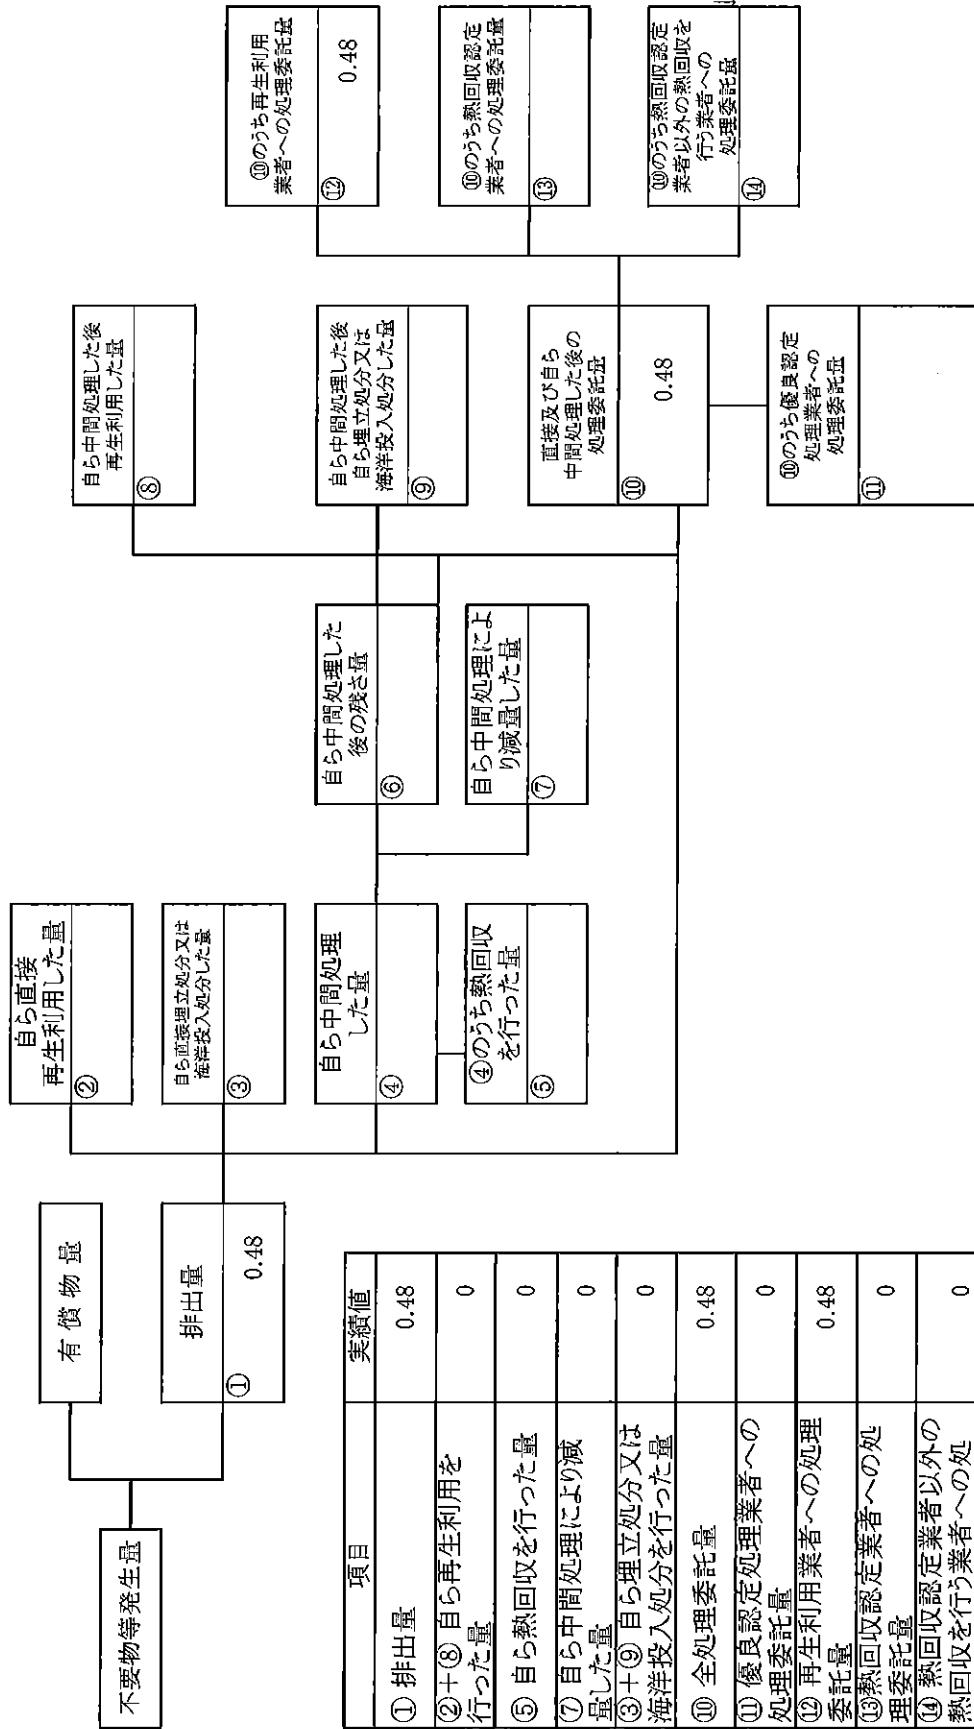 不要物等発生量
有償物量
排出量
①
0.48
自ら直接
再生利用した量
②
自ら直接埋立処分又は
海洋投入処分した量
③
自ら中間処理
した量
④
④のうち熱回収
を行った量
⑤
自ら中間処理した
後の残さ量
⑥
自ら中間処理によ
り減量した量
⑦
自ら中間処理した後
再生利用した量
⑧
自ら中間処理した後
自ら埋立処分又は
海洋投入処分した量
⑨
直接及び自ら
中間処理した後の
処理委託量
⑩
0.48
⑩のうち優良認定
処理業者への
処理委託量
⑪
⑩のうち再生利用
業者への処理委託量
⑫
0.48
⑩のうち熱回収認定
業者への処理委託量
⑬
⑩のうち熱回収認定
業者以外の熱回収を
行う業者への
処理委託量
⑭
項目 実績値
① 排出量 0.48
②+⑧ 自ら再生利用を
行った量 0
⑤ 自ら熱回収を行った量 0
⑦ 自ら中間処理により減
量した量 0
③+⑨ 自ら埋立処分又は
海洋投入処分を行った量 0
⑩ 全処理委託量 0.48
⑪ 優良認定処理業者への
処理委託量 0
⑫ 再生利用業者への処理
委託量 0.48
⑬熱回収認定業者への処
理委託量 0
⑭ 熱回収認定業者以外の
熱回収を行う業者への処 0